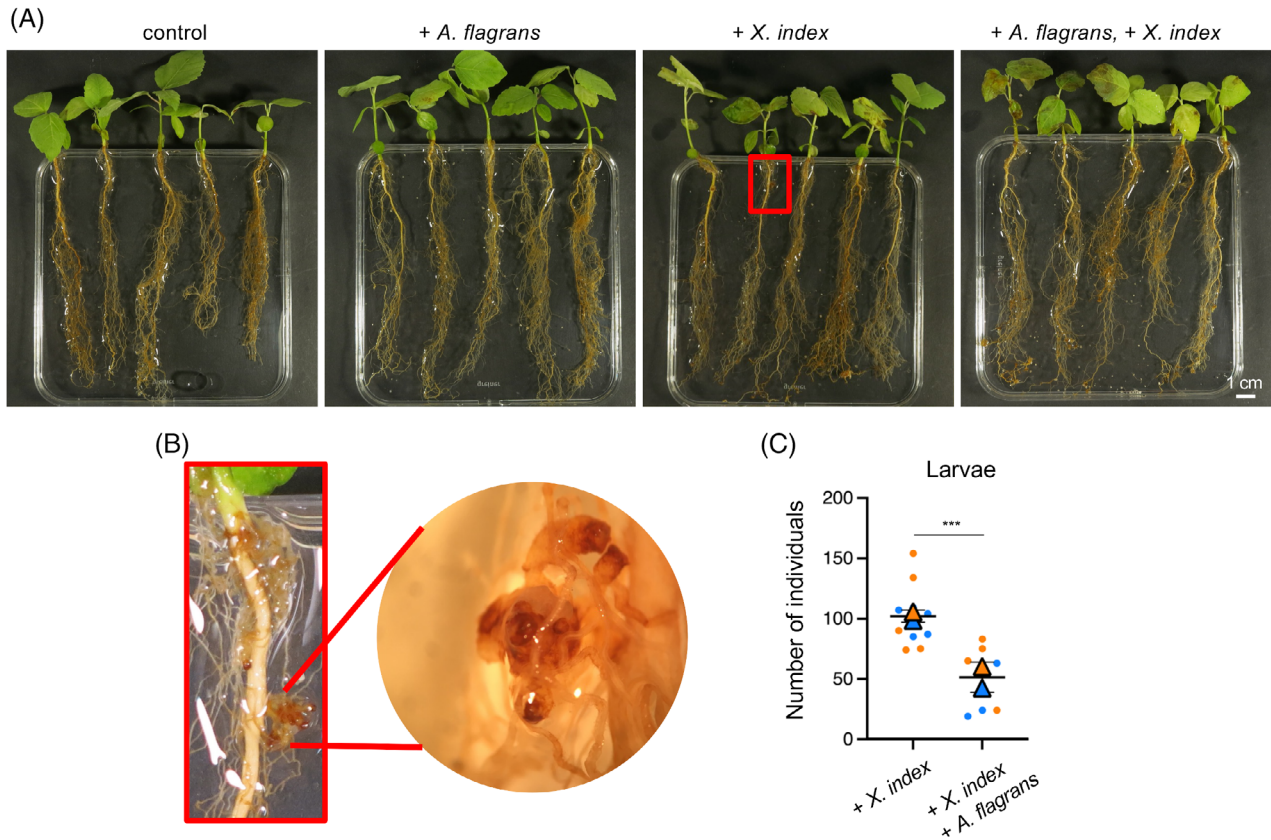 (A)
control
+ A. flagrans
+ X. index
+ A. flagrans, + X. index
1 cm
(B)
(C)
Larvae
***
Number of individuals
200
150
100
50
0
+ X. index
+ X. index
+ A. flagrans